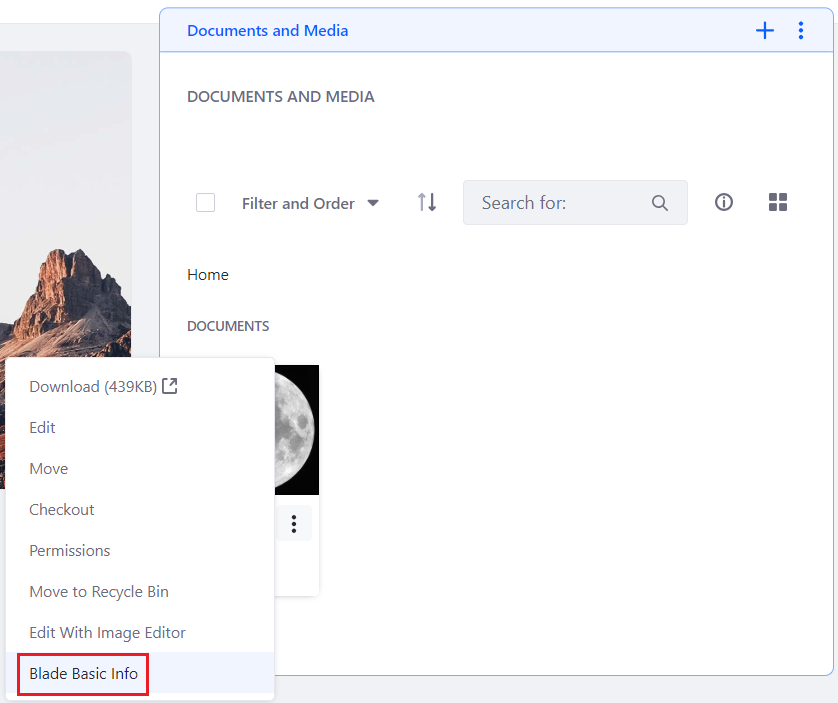 Documents and Media
DOCUMENTS AND MEDIA
Filter and Order
Search for:
Home
DOCUMENTS
Download (439KB)
Edit
Move
Checkout
Permissions
Move to Recycle Bin
Edit With Image Editor
Blade Basic Info